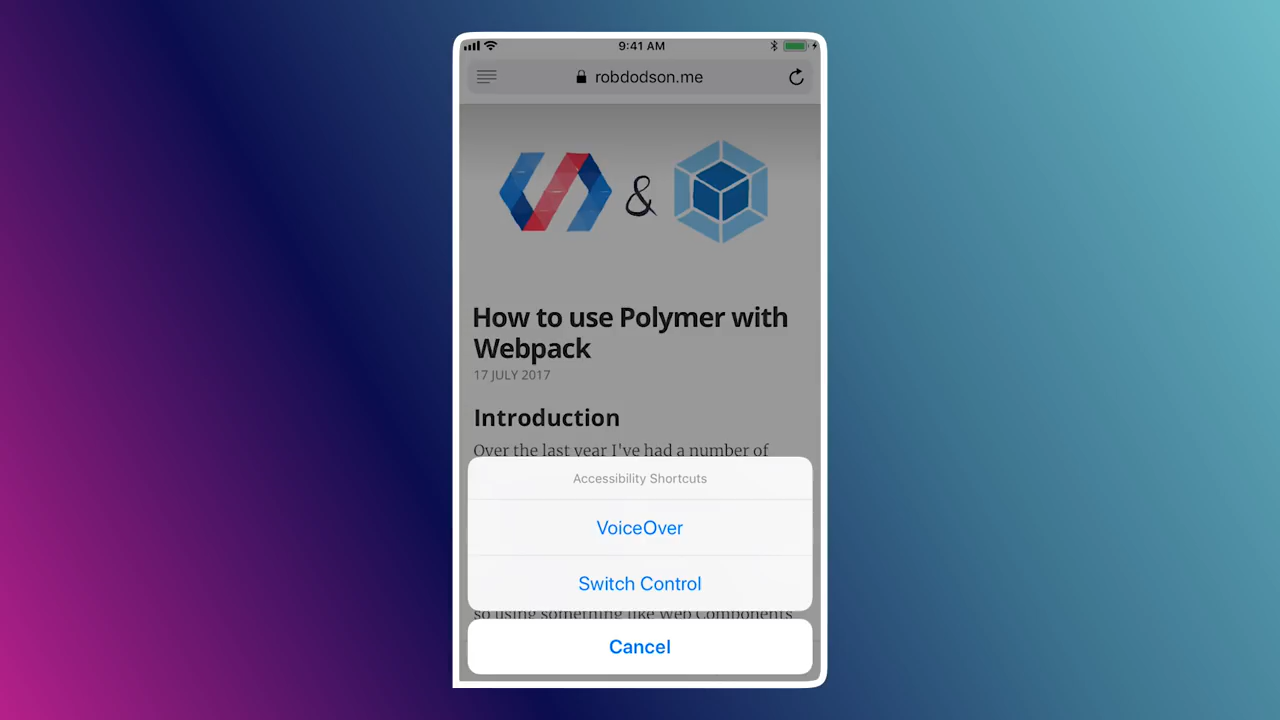 9:41 AM
robdodson.me
&
How to use Polymer with
Webpack
17 JULY 2017
Introduction
Over the last year I've had a number of
Accessibility Shortcuts
VoiceOver
Switch Control
so using something like Web Components
Cancel